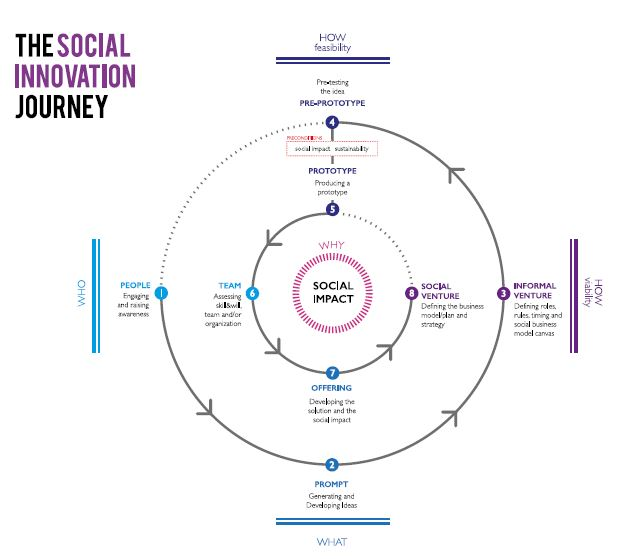 THE SOCIAL
INNOVATION
JOURNEY
HOW
feasibility
Pre-testing
the idea
PRE-PROTOTYPE
4
PRECONDITIONS
social impact sustainability
PROTOTYPE
Producing a
prototype
5
WHY
SOCIAL
IMPACT
WHO
PEOPLE
Engaging
and raising
awareness
1
TEAM
Assessing
skill&will,
team and/or
organization
6
8
SOCIAL
VENTURE
Defining the business
model/plan and
strategy
3
INFORMAL
VENTURE
Defining roles,
rules, timing and
social business
model canvas
HOW
viability
7
OFFERING
Developing the
solution and the
social impact
2
PROMPT
Generating and
Developing Ideas
WHAT